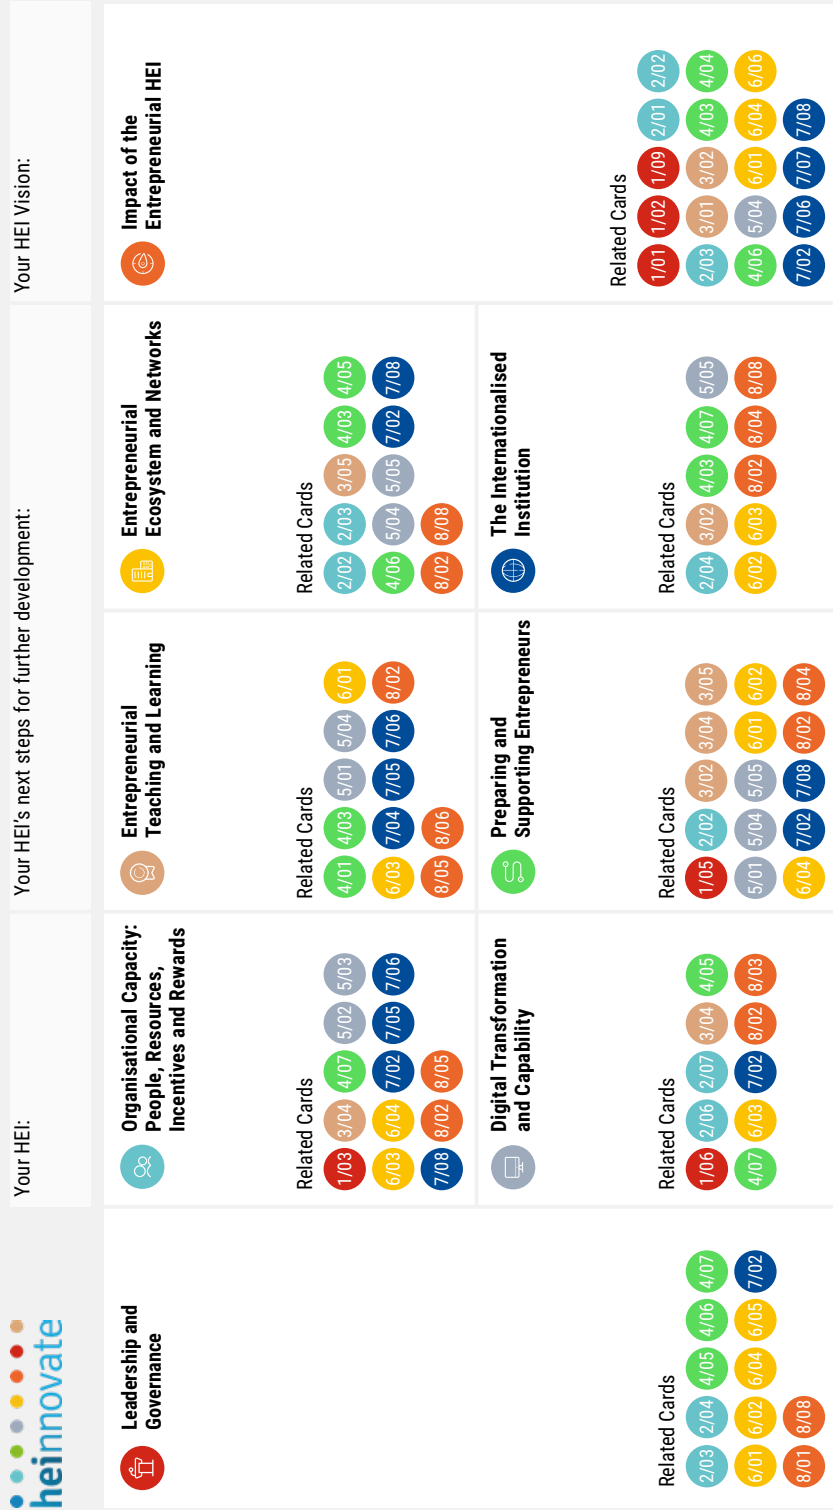 heinnovate
Your HEI:
Your HEI's next steps for further development:
Your HEI Vision:
Leadership and
Governance
Related Cards
2/03 2/04 4/05 4/06 4/07
6/01 6/02 6/04 6/05 7/02
8/01 8/08
Organisational Capacity:
People, Resources,
Incentives and Rewards
Related Cards
1/03 3/04 4/07 5/02 5/03
6/03 6/04 7/02 7/05 7/06
7/08 8/02 8/05
Digital Transformation
and Capability
Related Cards
1/06 2/06 2/07 3/04 4/05
4/07 6/03 7/02 8/02 8/03
Entrepreneurial
Teaching and Learning
Related Cards
4/01 4/03 5/01 5/04 6/01
6/03 7/04 7/05 7/06 8/02
8/05 8/06
Preparing and
Supporting Entrepreneurs
Related Cards
1/05 2/02 3/02 3/04 3/05
5/01 5/04 5/05 6/01 6/02
6/04 7/02 7/08 8/02 8/04
Entrepreneurial
Ecosystem and Networks
Related Cards
2/02 2/03 3/05 4/03 4/05
4/06 5/04 5/05 7/02 7/08
8/02 8/08
The Internationalised
Institution
Related Cards
2/04 3/02 4/03 4/07 5/05
6/02 6/03 8/02 8/04 8/08
Impact of the
Entrepreneurial HEI
Related Cards
1/01 1/02 1/09 2/01 2/02
2/03 3/01 3/02 4/03 4/04
4/06 5/04 6/01 6/04 6/06
7/02 7/06 7/07 7/08